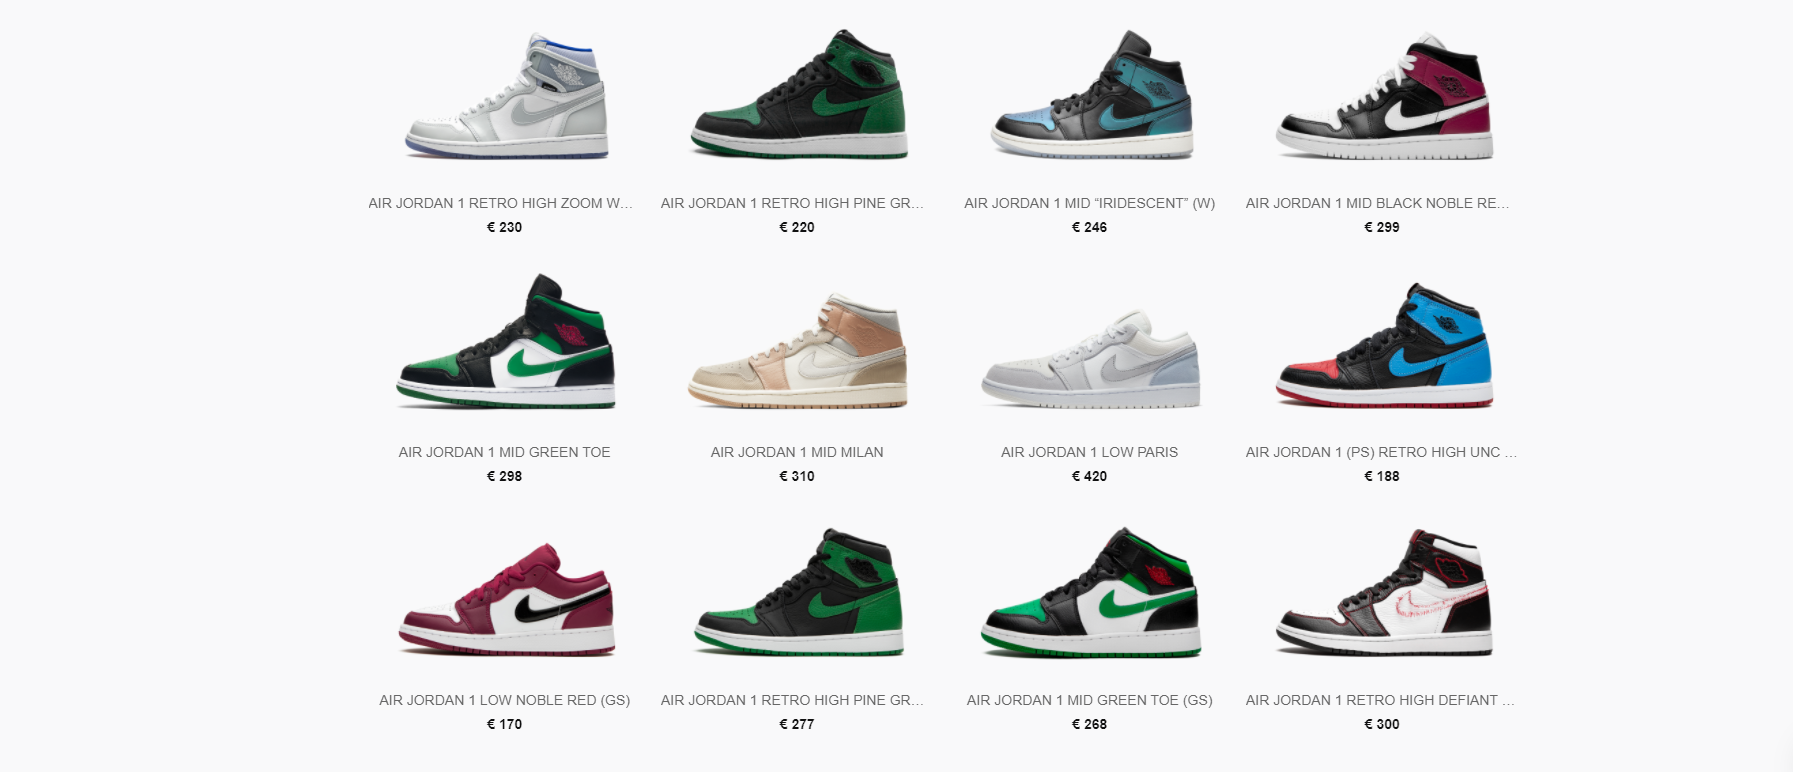 AIR JORDAN 1 RETRO HIGH ZOOM W...
€ 230
AIR JORDAN 1 RETRO HIGH PINE GR...
€ 220
AIR JORDAN 1 MID “IRIDESCENT” (W)
€ 246
AIR JORDAN 1 MID BLACK NOBLE RE...
€ 299
AIR JORDAN 1 MID GREEN TOE
€ 298
AIR JORDAN 1 MID MILAN
€ 310
AIR JORDAN 1 LOW PARIS
€ 420
AIR JORDAN 1 (PS) RETRO HIGH UNC ...
€ 188
AIR JORDAN 1 LOW NOBLE RED (GS)
€ 170
AIR JORDAN 1 RETRO HIGH PINE GR...
€ 277
AIR JORDAN 1 MID GREEN TOE (GS)
€ 268
AIR JORDAN 1 RETRO HIGH DEFIANT ...
€ 300